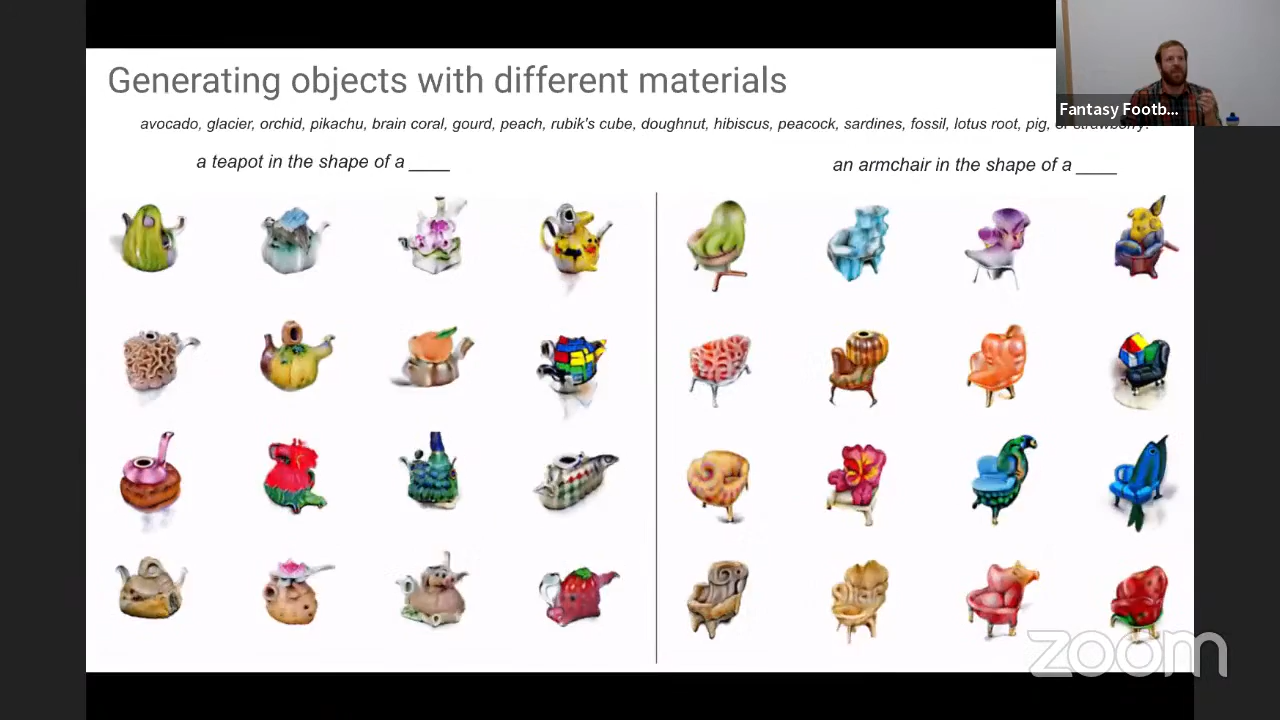 Generating objects with different materials
Fantasy Footb...
avocado, glacier, orchid, pikachu, brain coral, gourd, peach, rubik's cube, doughnut, hibiscus, peacock, sardines, fossil, lotus root, pig, or strawberry.
a teapot in the shape of a ____
an armchair in the shape of a ____
zoom